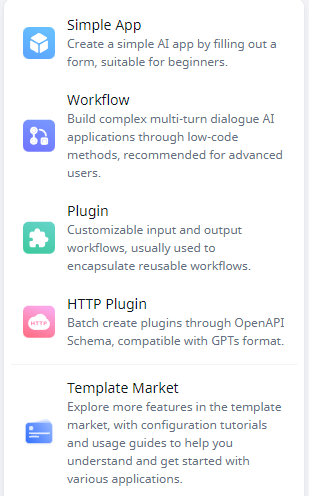 Simple App
Create a simple AI app by filling out a
form, suitable for beginners.
Workflow
Build complex multi-turn dialogue AI
applications through low-code
methods, recommended for advanced
users.
Plugin
Customizable input and output
workflows, usually used to
encapsulate reusable workflows.
HTTP
HTTP Plugin
Batch create plugins through OpenAPI
Schema, compatible with GPTs format.
Template Market
Explore more features in the template
market, with configuration tutorials
and usage guides to help you
understand and get started with
various applications.